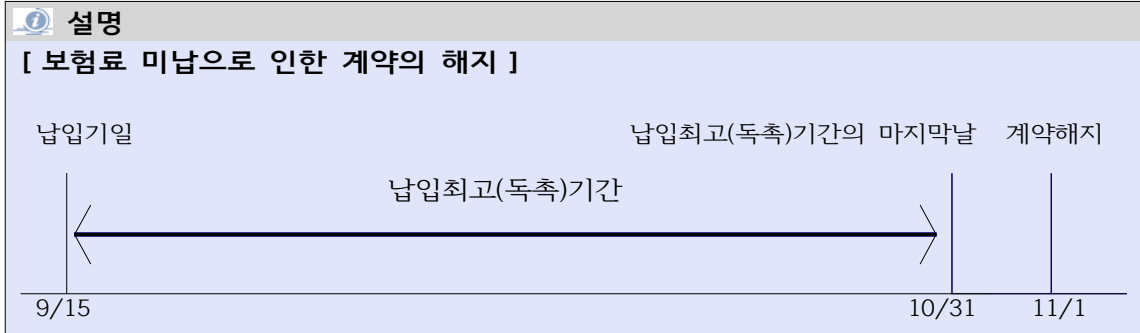 설명
[ 보험료 미납으로 인한 계약의 해지 ]
납입기일 납입최고(독촉)기간의 마지막날 계약해지
납입최고(독촉)기간
9/15 10/31 11/1